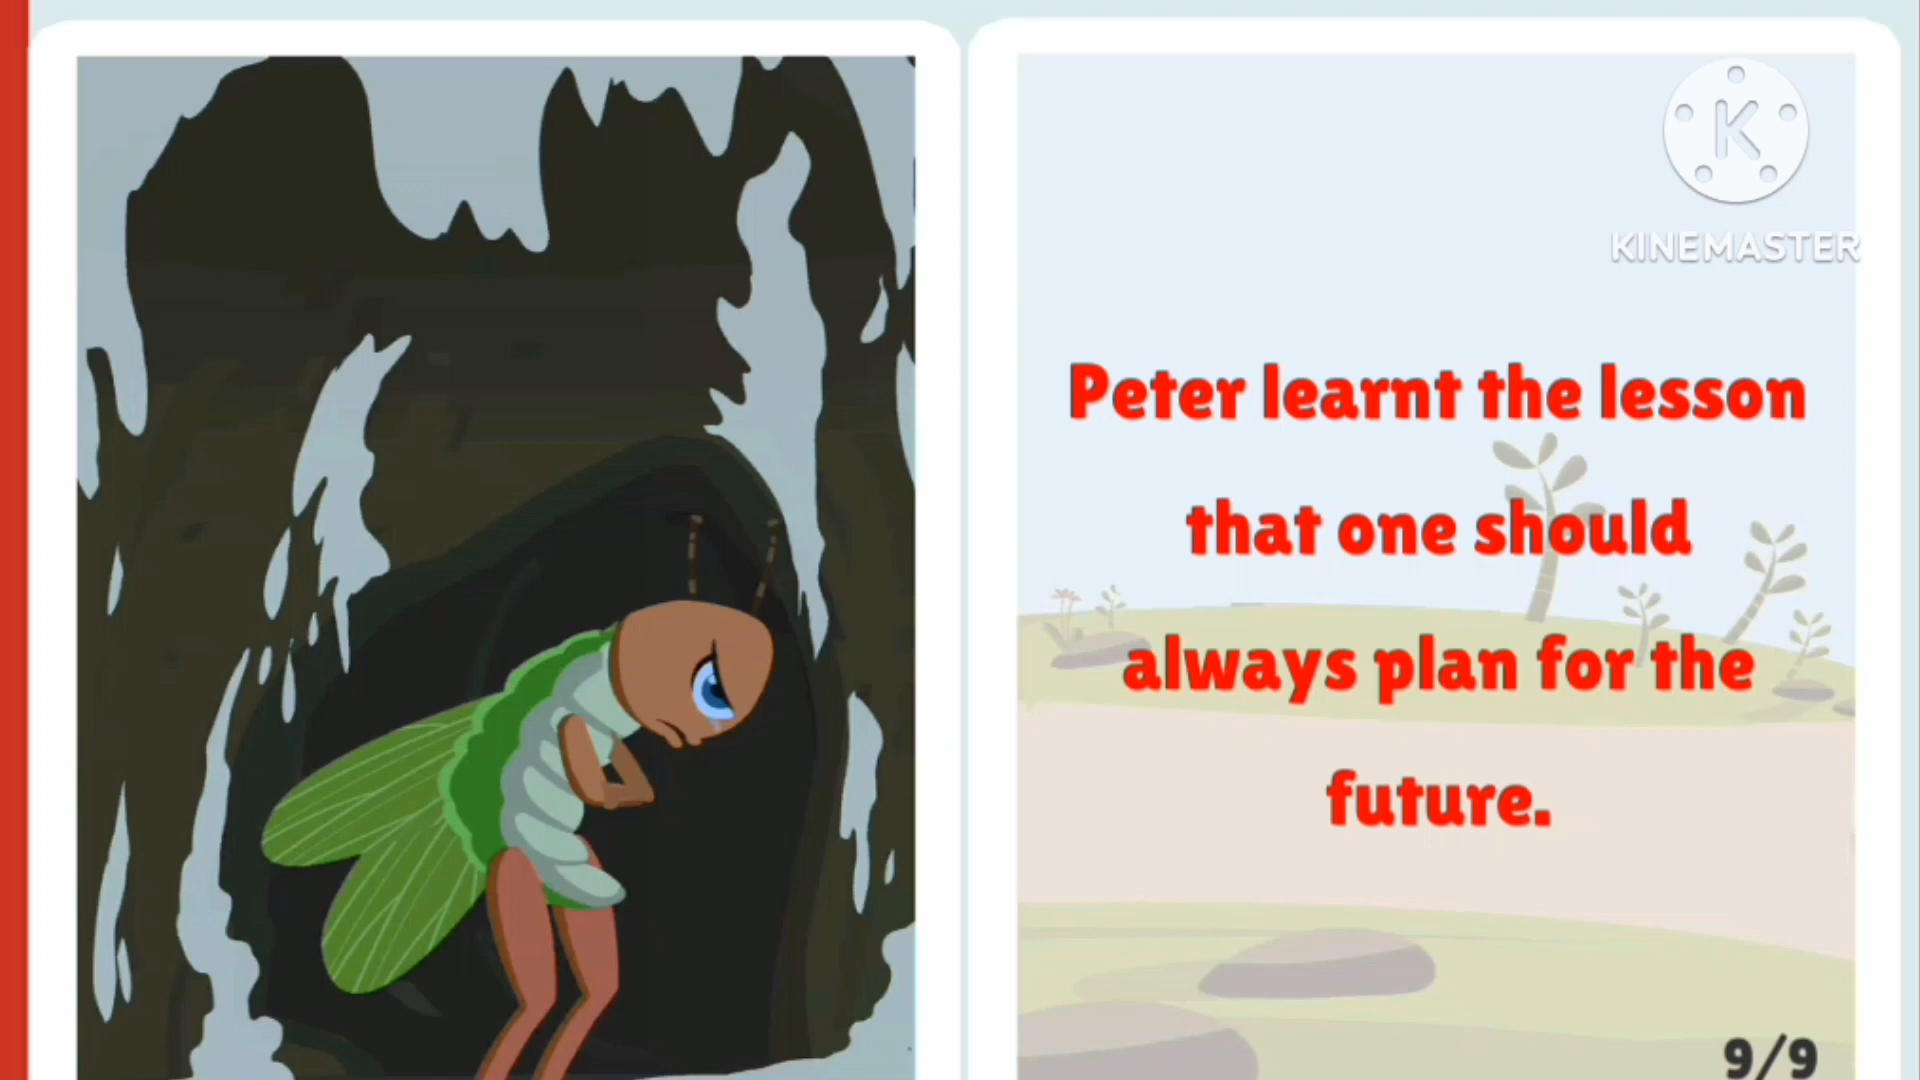 K
KINEMASTER
Peter learnt the lesson
that one should
always plan for the
future.
9/9